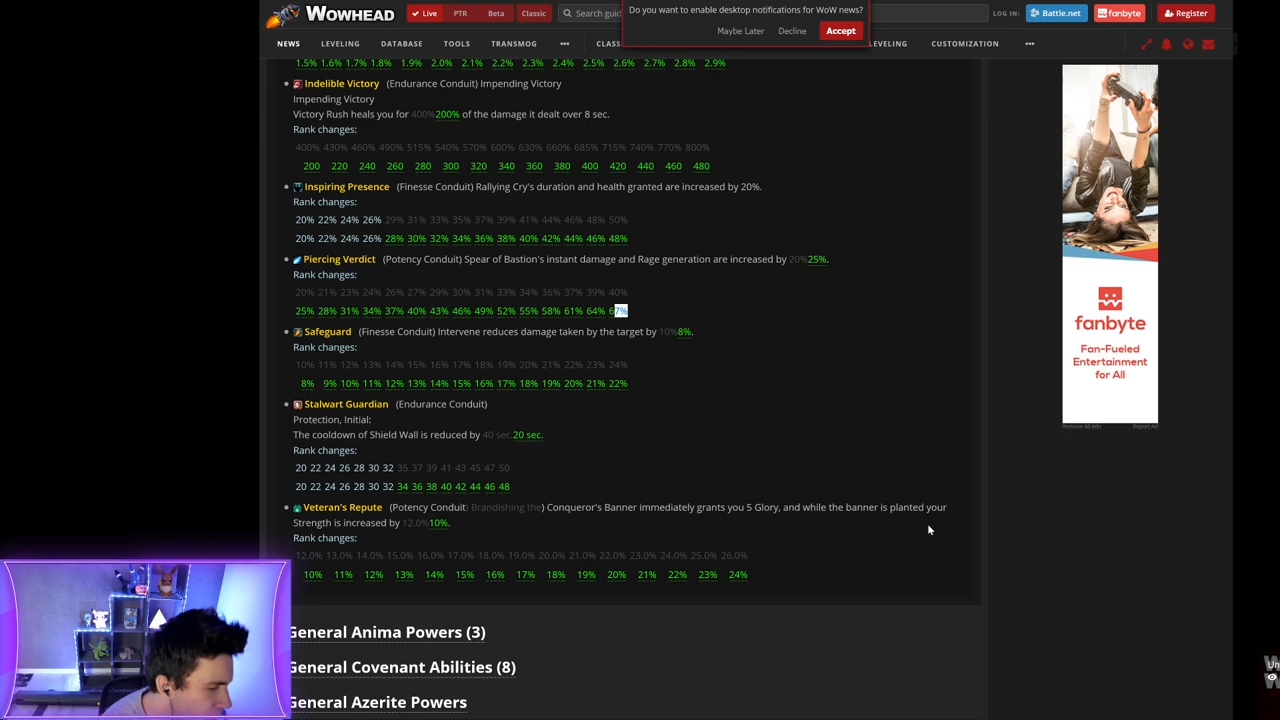 WOWHEAD
Live PTR Beta Classic
Search guid
Do you want to enable desktop notifications for WoW news?
Maybe Later Decline Accept
LOG IN: Battle.net fanbyte Register
NEWS LEVELING DATABASE TOOLS TRANSMOG ••• CLASS LEVELING CUSTOMIZATION •••
1.5% 1.6% 1.7% 1.8% 1.9% 2.0% 2.1% 2.2% 2.3% 2.4% 2.5% 2.6% 2.7% 2.8% 2.9%
Indelible Victory (Endurance Conduit) Impending Victory
Impending Victory
Victory Rush heals you for 400%200% of the damage it dealt over 8 sec.
Rank changes:
400% 430% 460% 490% 515% 540% 570% 600% 630% 660% 685% 715% 740% 770% 800%
200 220 240 260 280 300 320 340 360 380 400 420 440 460 480
Inspiring Presence (Finesse Conduit) Rallying Cry's duration and health granted are increased by 20%.
Rank changes:
20% 22% 24% 26% 29% 31% 33% 35% 37% 39% 41% 44% 46% 48% 50%
20% 22% 24% 26% 28% 30% 32% 34% 36% 38% 40% 42% 44% 46% 48%
Piercing Verdict (Potency Conduit) Spear of Bastion's instant damage and Rage generation are increased by 20%25%.
Rank changes:
20% 21% 23% 24% 26% 27% 29% 30% 31% 33% 34% 36% 37% 39% 40%
25% 28% 31% 34% 37% 40% 43% 46% 49% 52% 55% 58% 61% 64% 67%
Safeguard (Finesse Conduit) Intervene reduces damage taken by the target by 10%8%.
Rank changes:
10% 11% 12% 13% 14% 15% 16% 17% 18% 19% 20% 21% 22% 23% 24%
8% 9% 10% 11% 12% 13% 14% 15% 16% 17% 18% 19% 20% 21% 22%
Stalwart Guardian (Endurance Conduit)
Protection, Initial:
The cooldown of Shield Wall is reduced by 40 sec.20 sec.
Rank changes:
20 22 24 26 28 30 32 35 37 39 41 43 45 47 50
20 22 24 26 28 30 32 34 36 38 40 42 44 46 48
Veteran's Repute (Potency Conduit) Brandishing the) Conqueror's Banner immediately grants you 5 Glory, and while the banner is planted your
Strength is increased by 12.0%10%.
Rank changes:
12.0% 13.0% 14.0% 15.0% 16.0% 17.0% 18.0% 19.0% 20.0% 21.0% 22.0% 23.0% 24.0% 25.0% 26.0%
10% 11% 12% 13% 14% 15% 16% 17% 18% 19% 20% 21% 22% 23% 24%
General Anima Powers (3)
General Covenant Abilities (8)
General Azerite Powers
fanbyte
Fan-Fueled
Entertainment
for All
Remove All Ads Report Ad